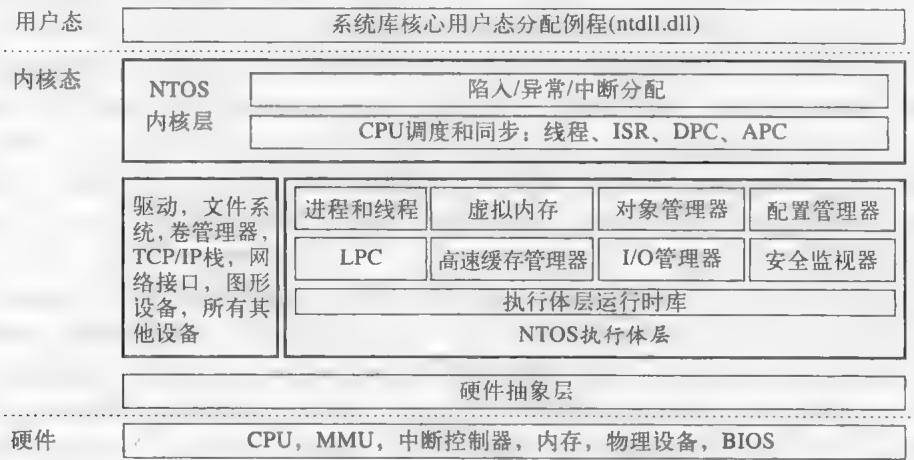 用户态
系统库核心用户态分配例程(ntdll.dll)
内核态
NTOS
内核层
陷入/异常/中断分配
CPU调度和同步：线程、ISR、DPC、APC
驱动，文件系
统，卷管理器，
TCP/IP栈，网
络接口，图形
设备，所有其
他设备
进程和线程
虚拟内存
对象管理器
配置管理器
LPC
高速缓存管理器
I/O管理器
安全监视器
执行体层运行时库
NTOS执行体层
硬件抽象层
硬件
CPU，MMU，中断控制器，内存，物理设备，BIOS